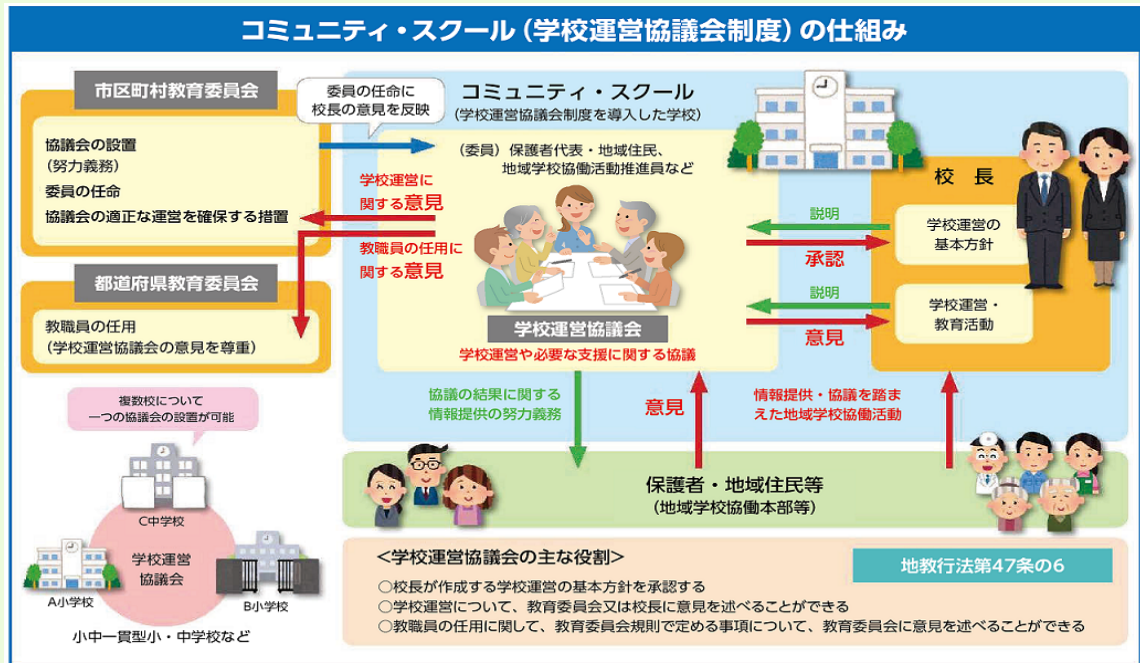 コミュニティ・スクール(学校運営協議会制度)の仕組み
市区町村教育委員会
協議会の設置
(努力義務)
委員の任命
協議会の適正な運営を確保する措置
委員の任命に
校長の意見を反映
コミュニティ・スクール
(学校運営協議会制度を導入した学校)
(委員)保護者代表・地域住民、
地域学校協働活動推進員など
学校運営に
関する意見
教職員の任用に
関する意見
都道府県教育委員会
教職員の任用
(学校運営協議会の意見を尊重)
学校運営協議会
学校運営や必要な支援に関する協議
校 長
説明
承認
学校運営の
基本方針
説明
意見
学校運営・
教育活動
協議の結果に関する
情報提供の努力義務
意見
情報提供・協議を踏ま
えた地域学校協働活動
保護者・地域住民等
(地域学校協働本部等)
複数校について
一つの協議会の設置が可能
C中学校
学校運営
協議会
A小学校
B小学校
小中一貫型小・中学校など
<学校運営協議会の主な役割>
地教行法第47条の6
○校長が作成する学校運営の基本方針を承認する
○学校運営について、教育委員会又は校長に意見を述べることができる
○教職員の任用に関して、教育委員会規則で定める事項について、教育委員会に意見を述べることができる